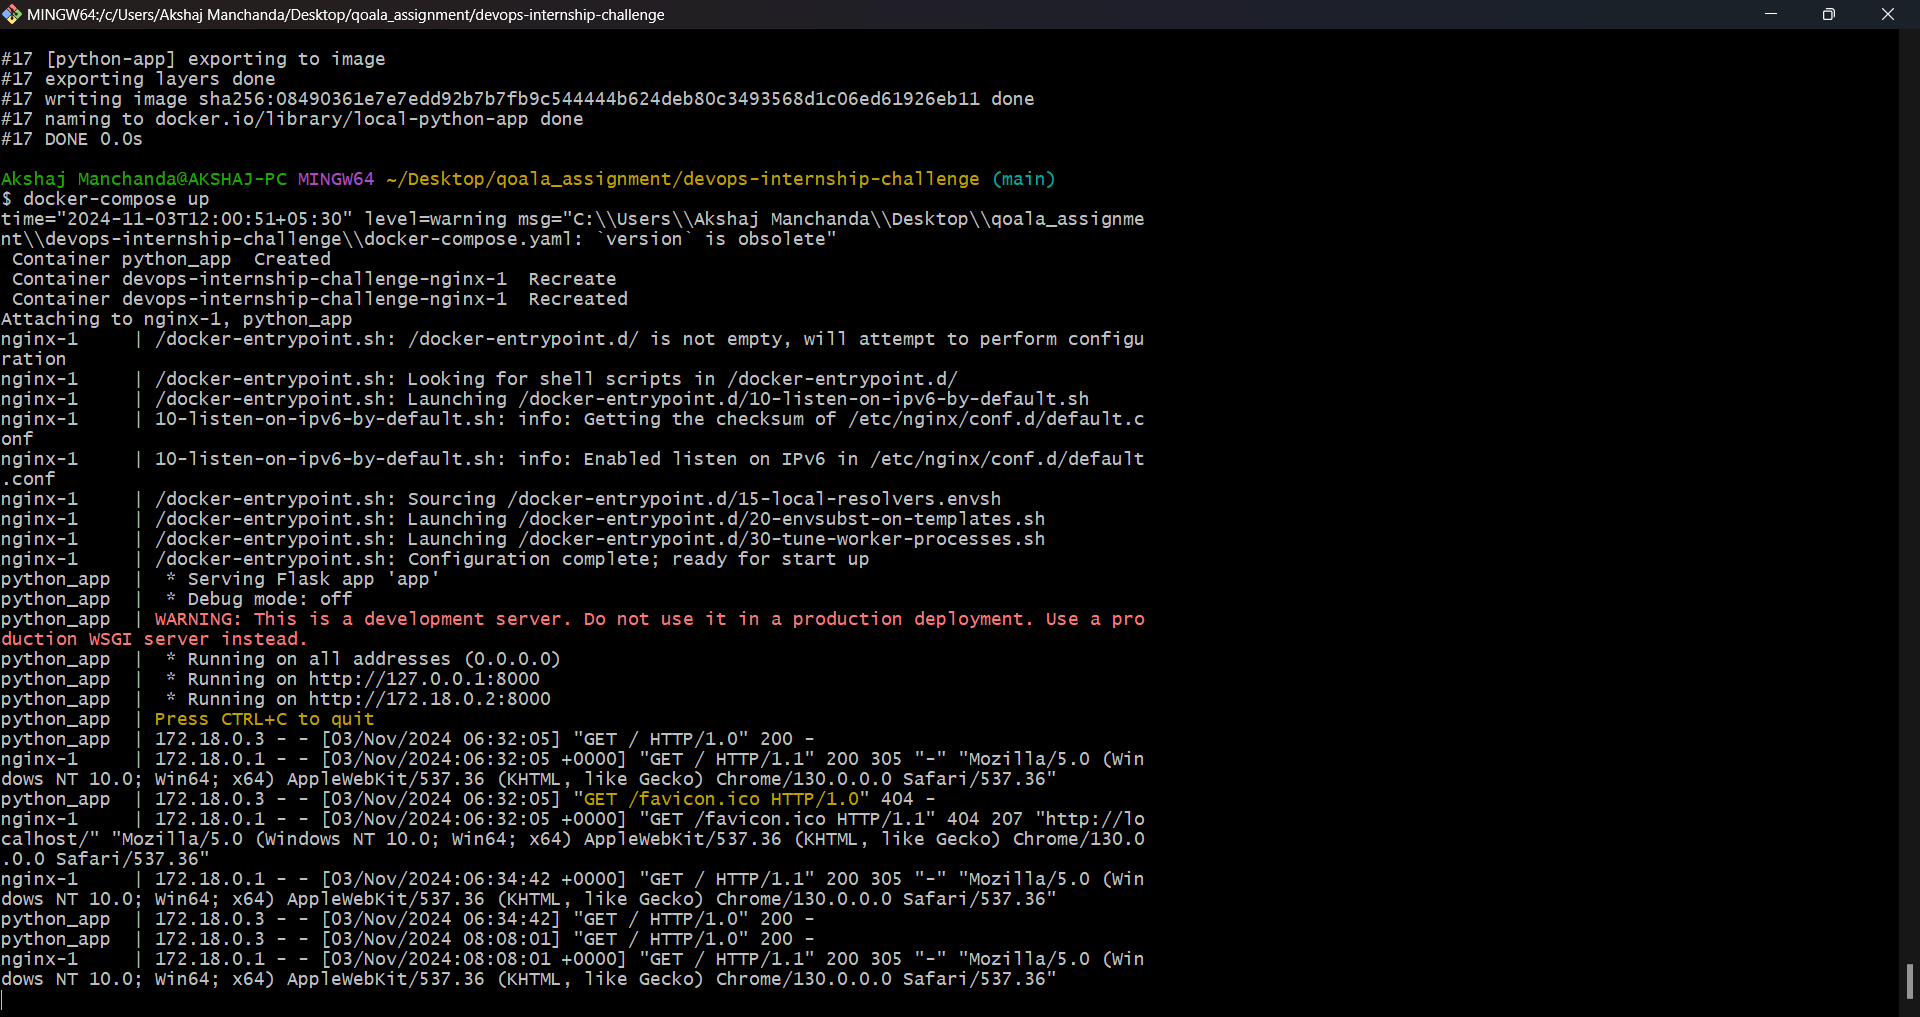 MINGW64:/c/Users/Akshaj Manchanda/Desktop/qoala_assignment/devops-internship-challenge
#17 [python-app] exporting to image
#17 exporting layers done
#17 writing image sha256:08490361e7e7edd92b7b7fb9c544444b624deb80c3493568d1c06ed61926eb11 done
#17 naming to docker.io/library/local-python-app done
#17 DONE 0.0s
Akshaj Manchanda@AKSHAJ-PC MINGW64 ~/Desktop/qoala_assignment/devops-internship-challenge (main)
$ docker-compose up
time="2024-11-03T12:00:51+05:30" level=warning msg="C:\\Users\\Akshaj Manchanda\\Desktop\\qoala_assignme
nt\\devops-internship-challenge\\docker-compose.yaml: `version` is obsolete"
 Container python_app  Created
 Container devops-internship-challenge-nginx-1  Recreate
 Container devops-internship-challenge-nginx-1  Recreated
Attaching to nginx-1, python_app
nginx-1     | /docker-entrypoint.sh: /docker-entrypoint.d/ is not empty, will attempt to perform configu
ration
nginx-1     | /docker-entrypoint.sh: Looking for shell scripts in /docker-entrypoint.d/
nginx-1     | /docker-entrypoint.sh: Launching /docker-entrypoint.d/10-listen-on-ipv6-by-default.sh
nginx-1     | 10-listen-on-ipv6-by-default.sh: info: Getting the checksum of /etc/nginx/conf.d/default.c
onf
nginx-1     | 10-listen-on-ipv6-by-default.sh: info: Enabled listen on IPv6 in /etc/nginx/conf.d/default
.conf
nginx-1     | /docker-entrypoint.sh: Sourcing /docker-entrypoint.d/15-local-resolvers.envsh
nginx-1     | /docker-entrypoint.sh: Launching /docker-entrypoint.d/20-envsubst-on-templates.sh
nginx-1     | /docker-entrypoint.sh: Launching /docker-entrypoint.d/30-tune-worker-processes.sh
nginx-1     | /docker-entrypoint.sh: Configuration complete; ready for start up
python_app  |  * Serving Flask app 'app'
python_app  |  * Debug mode: off
python_app  | WARNING: This is a development server. Do not use it in a production deployment. Use a pro
duction WSGI server instead.
python_app  |  * Running on all addresses (0.0.0.0)
python_app  |  * Running on http://127.0.0.1:8000
python_app  |  * Running on http://172.18.0.2:8000
python_app  | Press CTRL+C to quit
python_app  | 172.18.0.3 - - [03/Nov/2024 06:32:05] "GET / HTTP/1.0" 200 -
nginx-1     | 172.18.0.1 - - [03/Nov/2024:06:32:05 +0000] "GET / HTTP/1.1" 200 305 "-" "Mozilla/5.0 (Win
dows NT 10.0; Win64; x64) AppleWebKit/537.36 (KHTML, like Gecko) Chrome/130.0.0.0 Safari/537.36"
python_app  | 172.18.0.3 - - [03/Nov/2024 06:32:05] "GET /favicon.ico HTTP/1.0" 404 -
nginx-1     | 172.18.0.1 - - [03/Nov/2024:06:32:05 +0000] "GET /favicon.ico HTTP/1.1" 404 207 "http://lo
calhost/" "Mozilla/5.0 (Windows NT 10.0; Win64; x64) AppleWebKit/537.36 (KHTML, like Gecko) Chrome/130.0
.0.0 Safari/537.36"
nginx-1     | 172.18.0.1 - - [03/Nov/2024:06:34:42 +0000] "GET / HTTP/1.1" 200 305 "-" "Mozilla/5.0 (Win
dows NT 10.0; Win64; x64) AppleWebKit/537.36 (KHTML, like Gecko) Chrome/130.0.0.0 Safari/537.36"
python_app  | 172.18.0.3 - - [03/Nov/2024 06:34:42] "GET / HTTP/1.0" 200 -
python_app  | 172.18.0.3 - - [03/Nov/2024 08:08:01] "GET / HTTP/1.0" 200 -
nginx-1     | 172.18.0.1 - - [03/Nov/2024:08:08:01 +0000] "GET / HTTP/1.1" 200 305 "-" "Mozilla/5.0 (Win
dows NT 10.0; Win64; x64) AppleWebKit/537.36 (KHTML, like Gecko) Chrome/130.0.0.0 Safari/537.36"